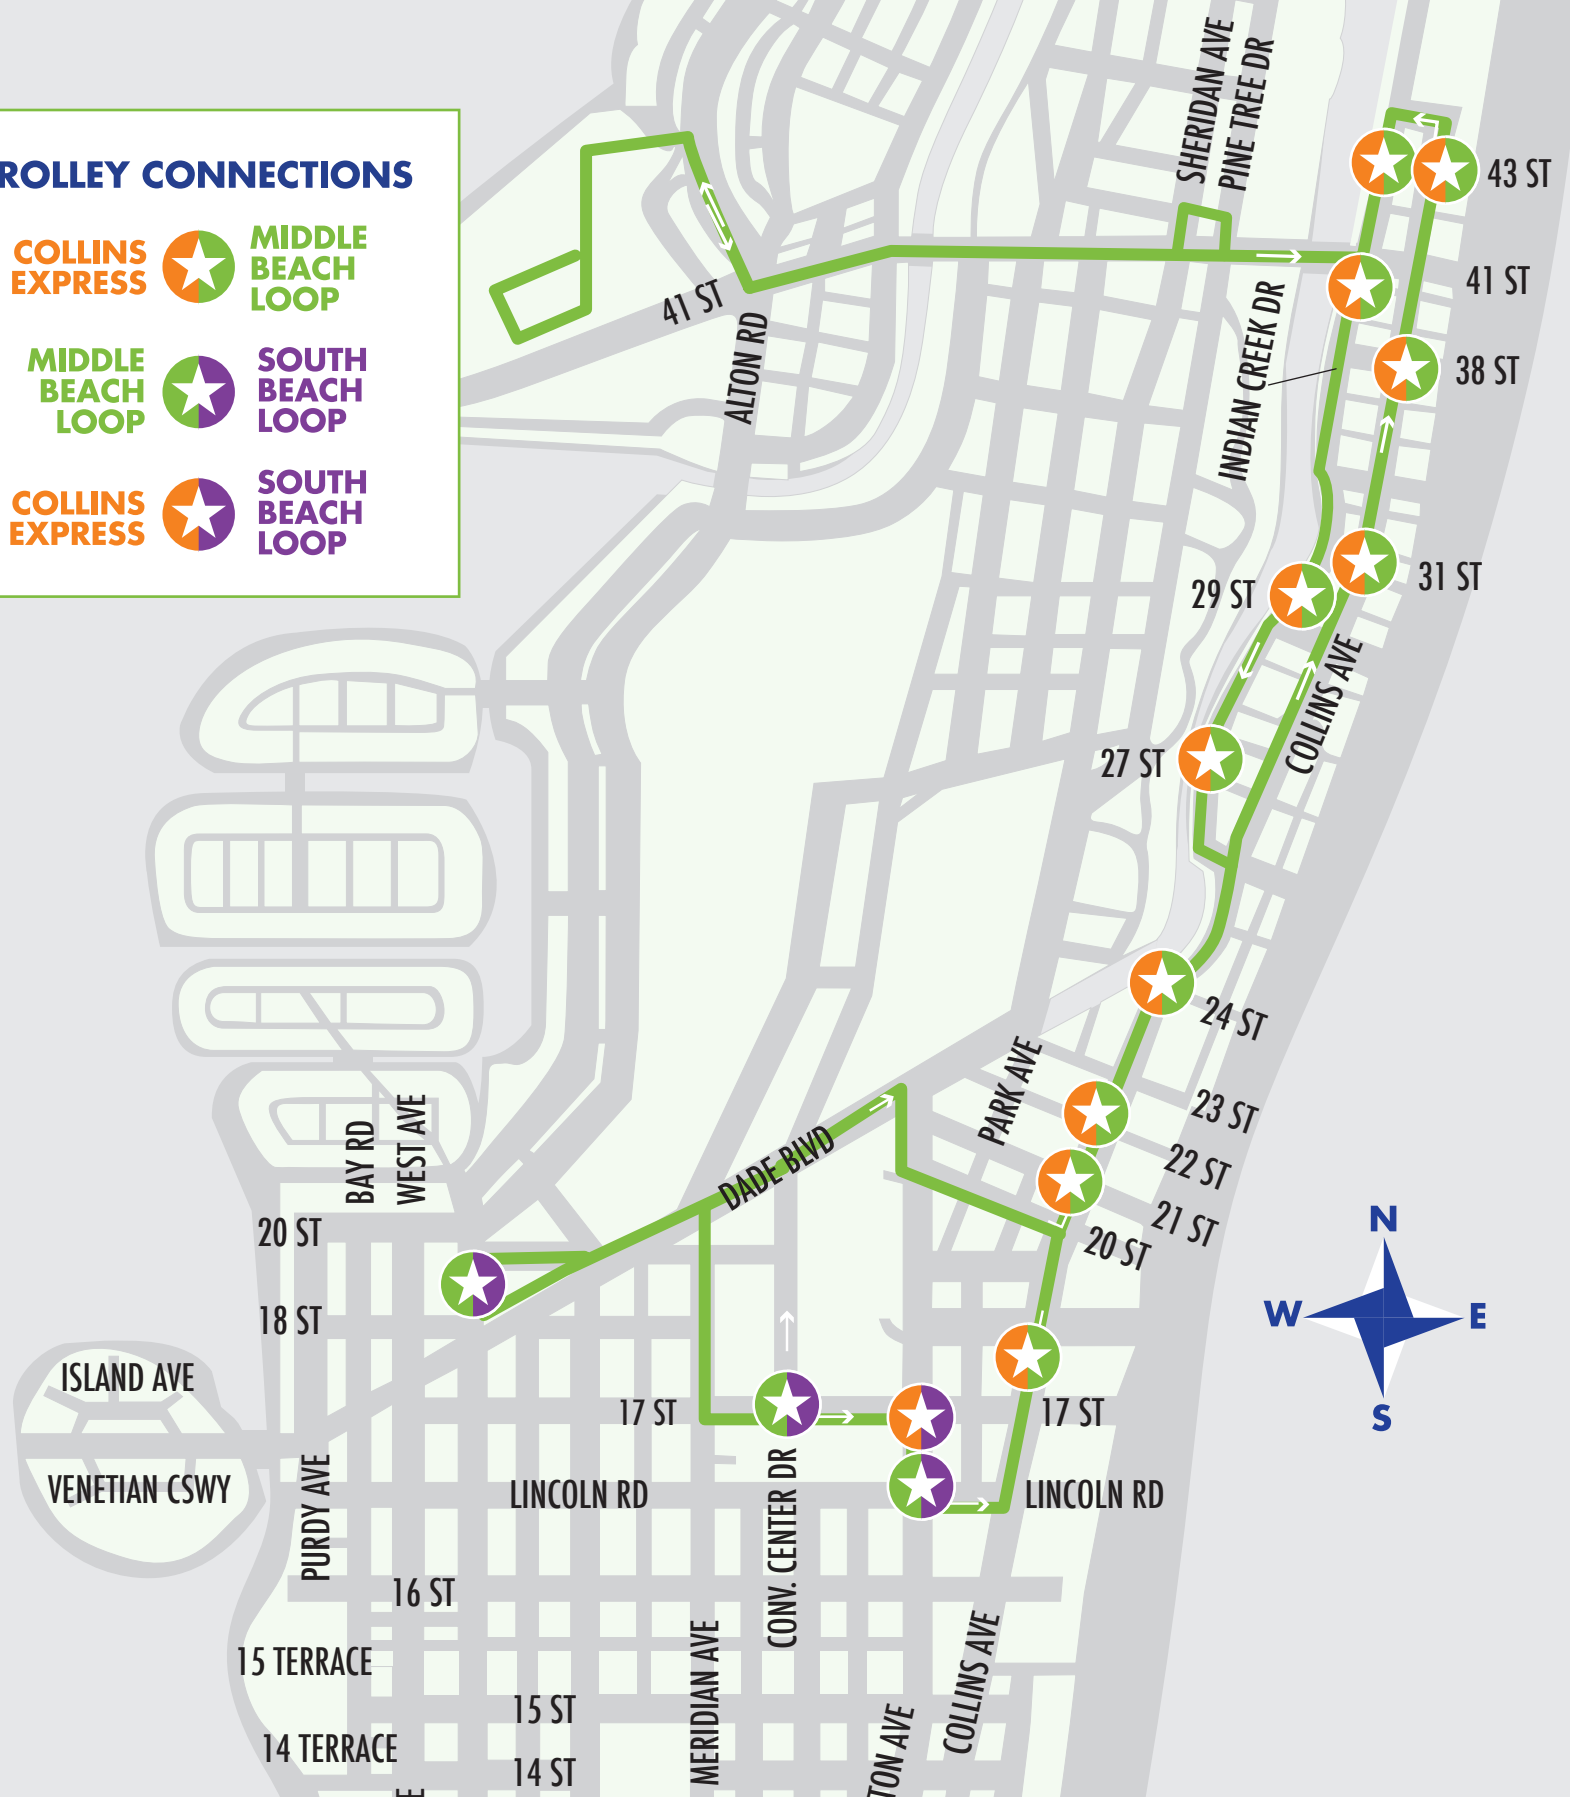 ROLLEY CONNECTIONS
COLLINS
EXPRESS
MIDDLE
BEACH
LOOP
MIDDLE
BEACH
LOOP
SOUTH
BEACH
LOOP
COLLINS
EXPRESS
SOUTH
BEACH
LOOP
SHERIDAN AVE
PINE TREE DR
43 ST
41 ST
41 ST
ALTON RD
INDIAN CREEK DR
38 ST
31 ST
29 ST
COLLINS AVE
27 ST
24 ST
PARK AVE
23 ST
22 ST
21 ST
20 ST
DADE BLVD
BAY RD
WEST AVE
20 ST
18 ST
ISLAND AVE
VENETIAN CSWY
PURDY AVE
17 ST
17 ST
LINCOLN RD
LINCOLN RD
CONV. CENTER DR
16 ST
15 TERRACE
15 ST
14 TERRACE
14 ST
MERIDIAN AVE
COLLINS AVE
TON AVE
E
N
W
E
S